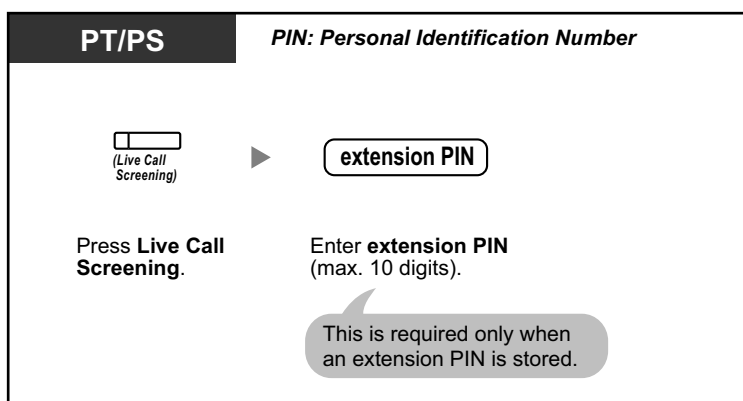 PT/PS
PIN: Personal Identification Number
(Live Call
Screening)
extension PIN
Press Live Call
Screening.
Enter extension PIN
(max. 10 digits).
This is required only when
an extension PIN is stored.